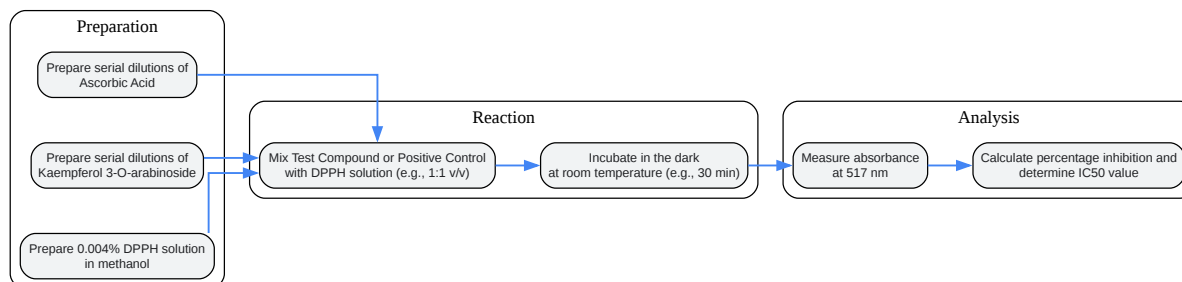 Preparation
Prepare serial dilutions of
Ascorbic Acid
Prepare serial dilutions of
Kaempferol 3-O-arabinoside
Prepare 0.004% DPPH solution
in methanol
Reaction
Mix Test Compound or Positive Control
with DPPH solution (e.g., 1:1 v/v)
Incubate in the dark
at room temperature (e.g., 30 min)
Analysis
Measure absorbance
at 517 nm
Calculate percentage inhibition and
determine IC50 value